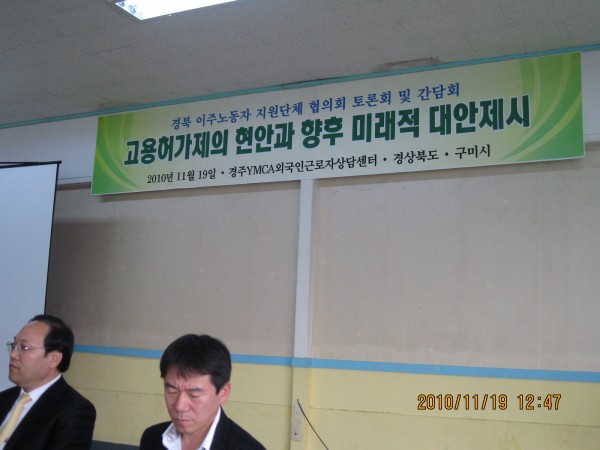 경북 이주노동자 지원단체 협의회 토론회 및 간담회
고용허가제의 현안과 향후 미래적 대안제시
2010년 11월 19일 · 경주YMCA외국인근로자상담센터 · 경상북도 · 구미시
2010/11/19 12:47